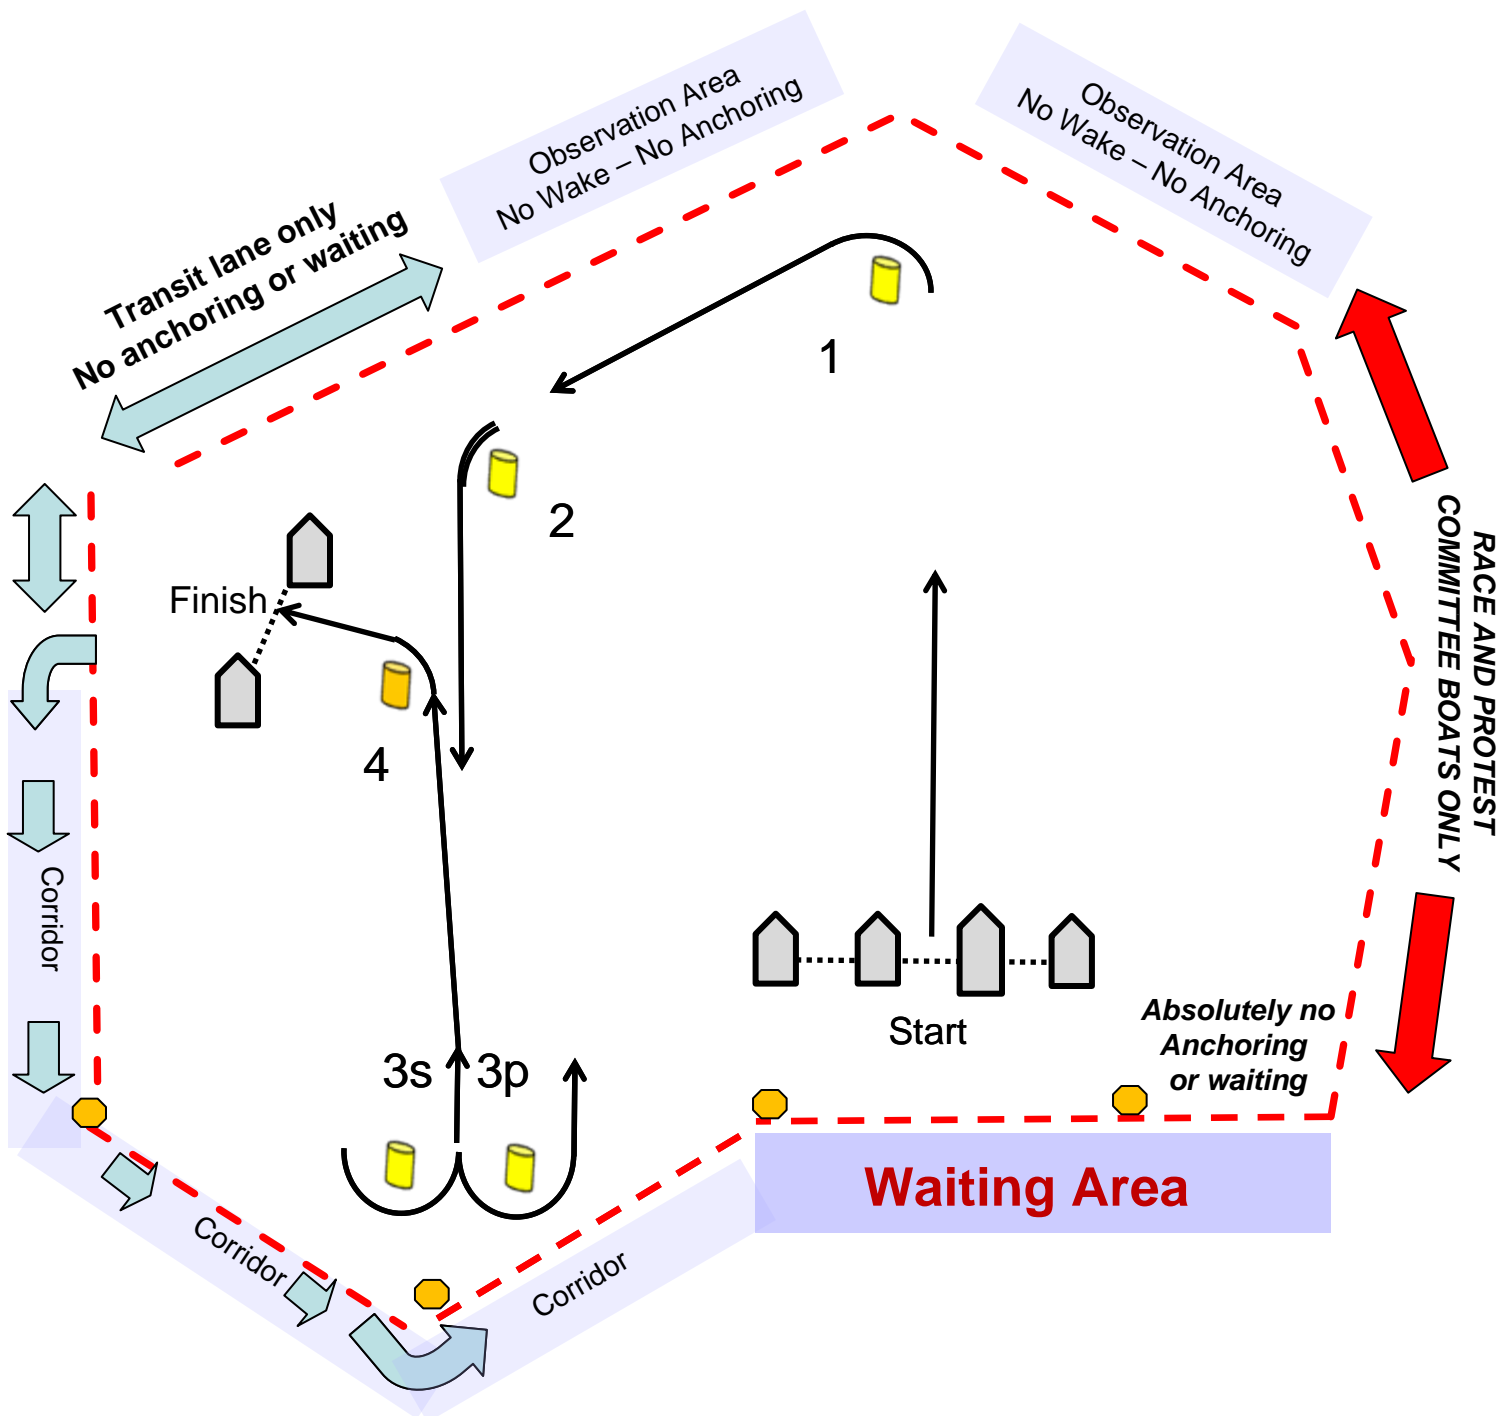 Observation Area
No Wake – No Anchoring
Observation Area
No Wake – No Anchoring
Transit lane only
No anchoring or waiting
1
2
Finish
4
RACE AND PROTEST
COMMITTEE BOATS ONLY
Corridor
Start
Absolutely no
Anchoring
or waiting
3s
3p
Waiting Area
Corridor
Corridor